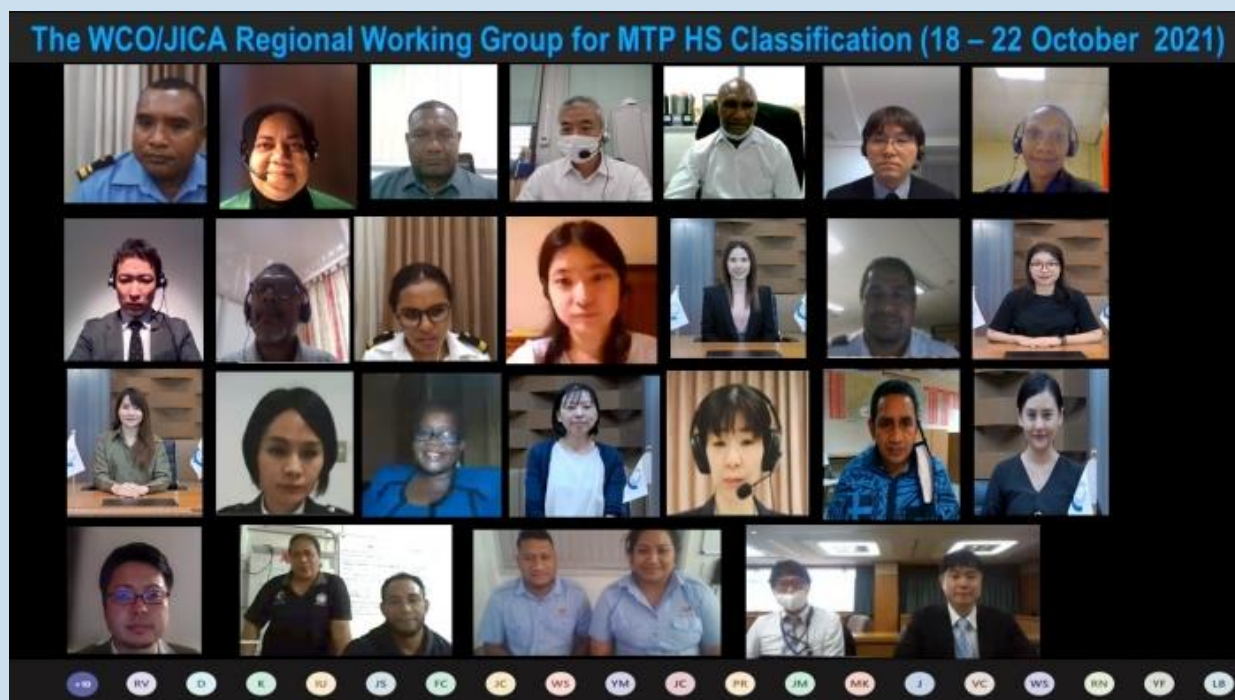 The WCO/JICA Regional Working Group for MTP HS Classification (18 – 22 October 2021)
+10 RV D K IU JS FC JC WS YM JC PR JM MK J VC WS RN YF LB